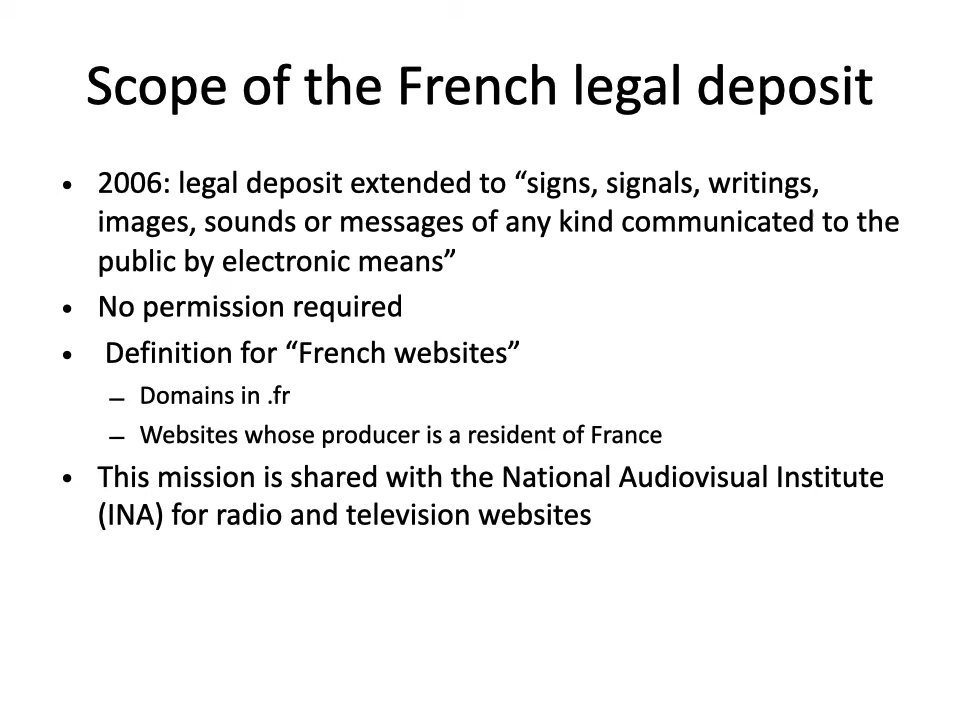 Scope of the French legal deposit
• 2006: legal deposit extended to “signs, signals, writings,
images, sounds or messages of any kind communicated to the
public by electronic means”
• No permission required
• Definition for “French websites”
– Domains in .fr
– Websites whose producer is a resident of France
• This mission is shared with the National Audiovisual Institute
(INA) for radio and television websites